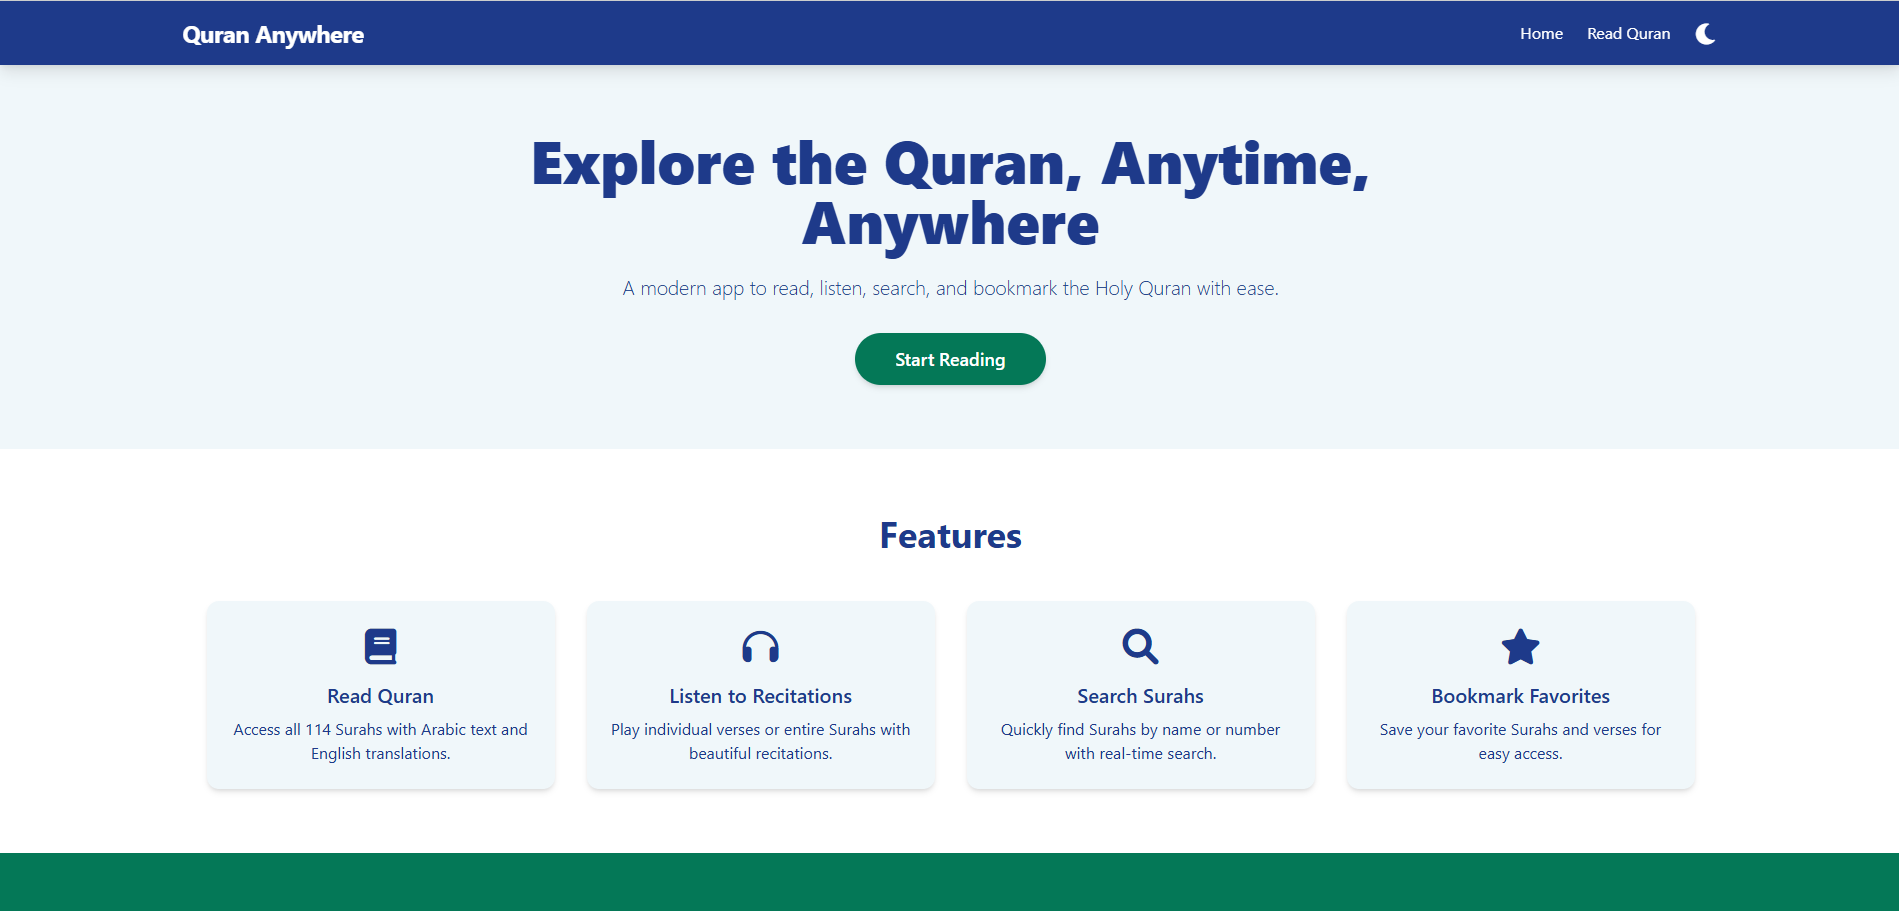 Quran Anywhere
Home
Read Quran
Explore the Quran, Anytime,
Anywhere
A modern app to read, listen, search, and bookmark the Holy Quran with ease.
Start Reading
Features
Read Quran
Access all 114 Surahs with Arabic text and
English translations.
Listen to Recitations
Play individual verses or entire Surahs with
beautiful recitations.
Search Surahs
Quickly find Surahs by name or number
with real-time search.
Bookmark Favorites
Save your favorite Surahs and verses for
easy access.